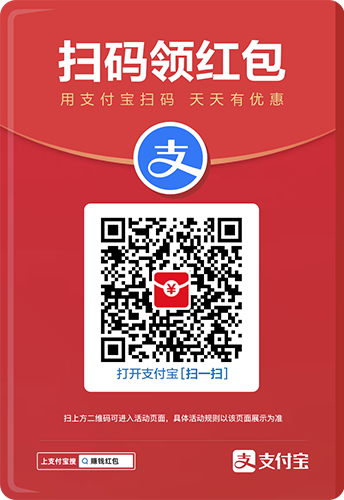 扫码领红包
用支付宝扫码 天天有优惠
支
¥
打开支付宝[扫一扫]
扫上方二维码可进入活动页面，具体活动规则以该页面展示为准
上支付宝搜 赚钱红包
支 支付宝